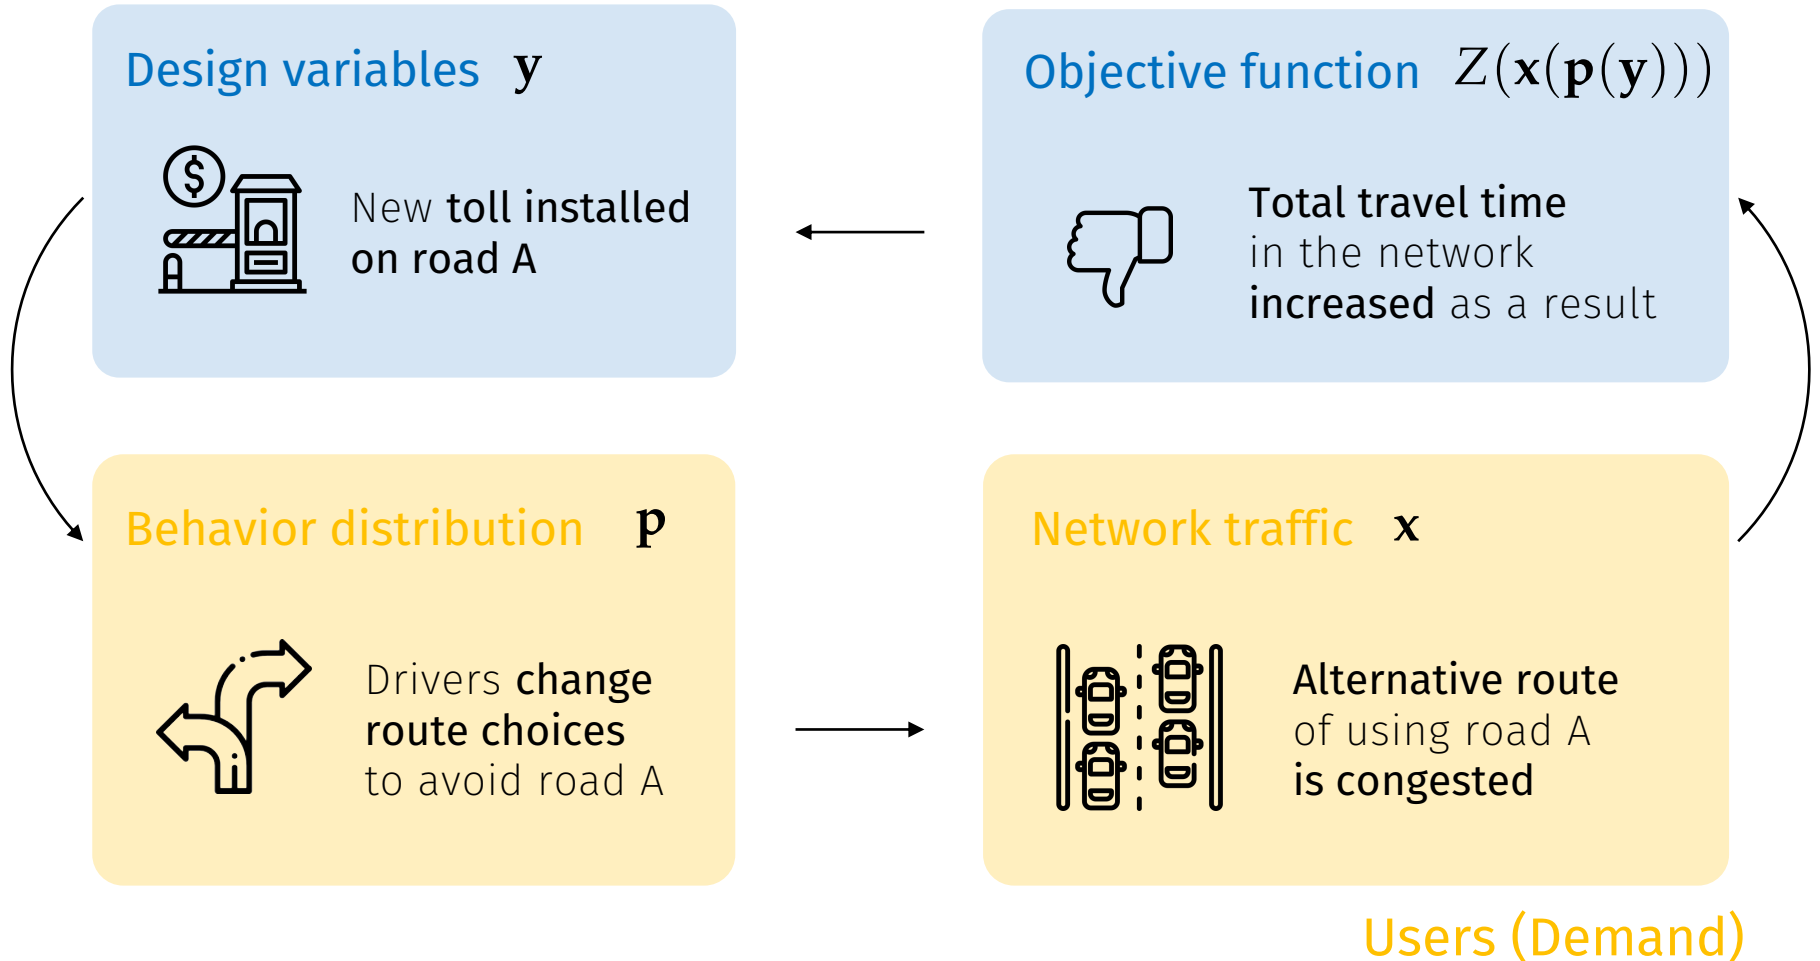 Design variables y
$
New toll installed
on road A
Objective function Z(x(p(y)))
Total travel time
in the network
increased as a result
Behavior distribution p
Drivers change
route choices
to avoid road A
Network traffic x
Alternative route
of using road A
is congested
Users (Demand)